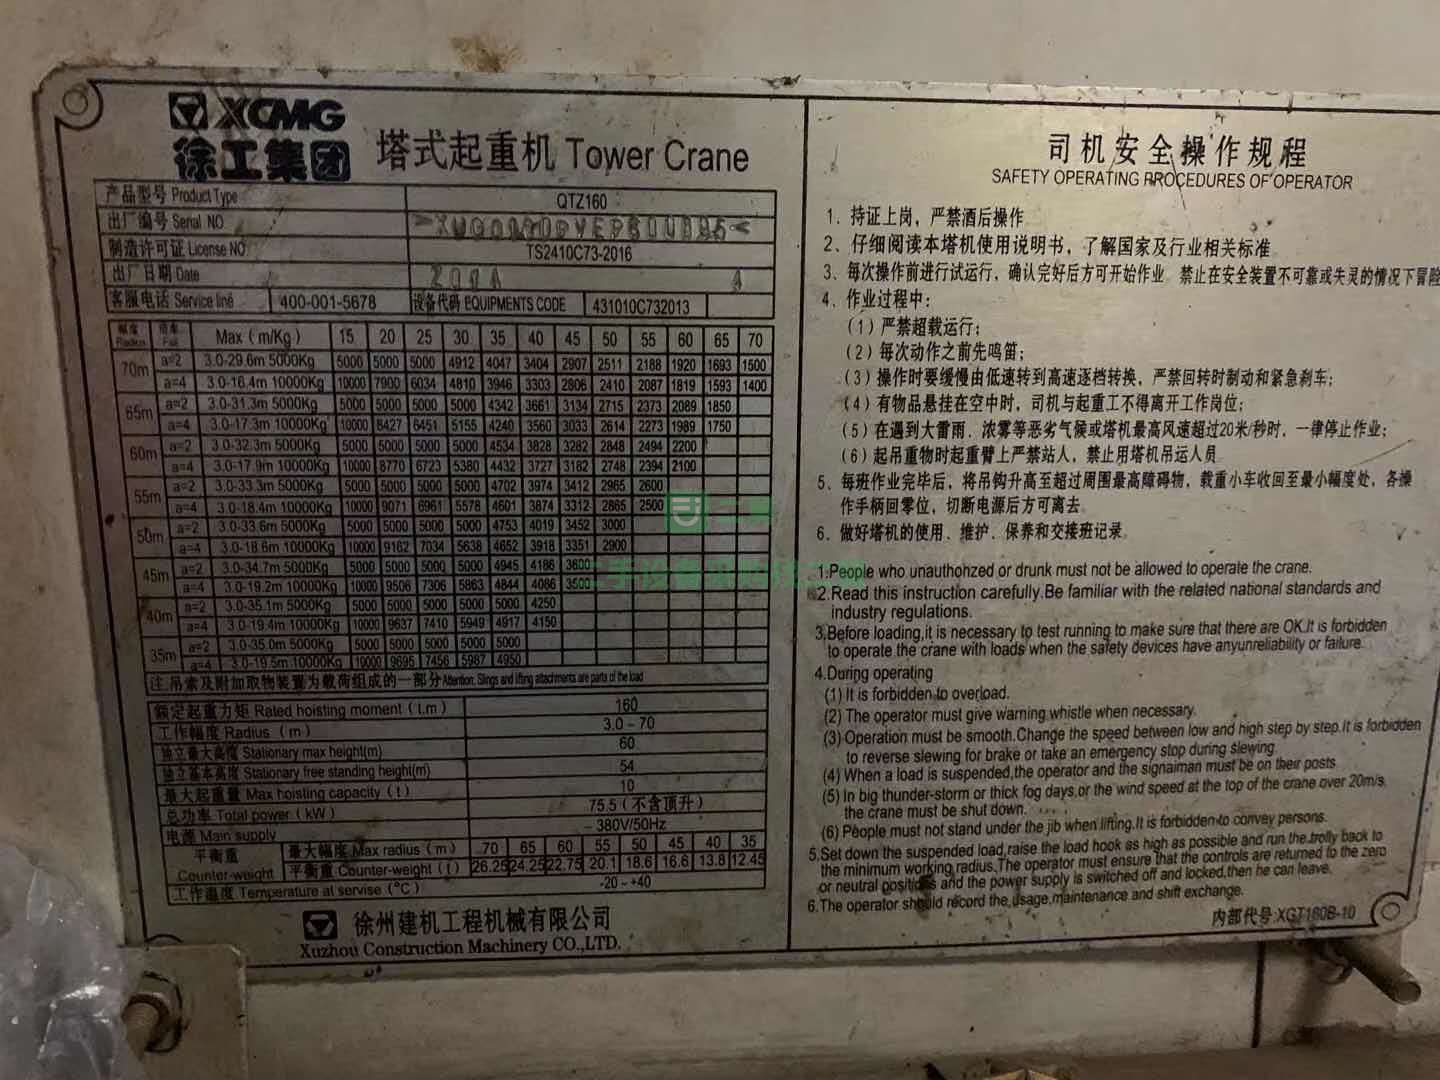 XCMG
徐工集团
塔式起重机 Tower Crane
产品型号 Product Type QTZ160
出厂编号 Serial NO
制造许可证 License NO TS2410C73-2016
出厂日期 Date 4
客服电话 Service line 400-001-5678 设备代码 EQUIPMENTS CODE 431010C732013
幅度 Radius 倍率 Fall Max (m/Kg) 15 20 25 30 35 40 45 50 55 60 65 70
70m a=2 3.0-29.6m 5000Kg 5000 5000 5000 4912 4047 3404 2907 2511 2188 1920 1693 1500
a=4 3.0-16.4m 10000Kg 10000 7900 6034 4810 3946 3303 2806 2410 2087 1819 1593 1400
65m a=2 3.0-31.3m 5000Kg 5000 5000 5000 5000 4342 3661 3134 2715 2373 2089 1850
a=4 3.0-17.3m 10000Kg 10000 8427 6451 5155 4240 3560 3033 2614 2273 1989 1750
60m a=2 3.0-32.3m 5000Kg 5000 5000 5000 5000 4534 3828 3282 2848 2494 2200
a=4 3.0-17.9m 10000Kg 10000 8770 6723 5380 4432 3727 3182 2748 2394 2100
55m a=2 3.0-33.3m 5000Kg 5000 5000 5000 5000 4702 3974 3412 2965 2600
a=4 3.0-18.4m 10000Kg 10000 9071 6961 5578 4601 3874 3312 2865 2500
50m a=2 3.0-33.6m 5000Kg 5000 5000 5000 5000 4753 4019 3452 3000
a=4 3.0-18.6m 10000Kg 10000 9162 7034 5638 4652 3918 3351 2900
45m a=2 3.0-34.7m 5000Kg 5000 5000 5000 5000 4945 4186 3600
a=4 3.0-19.2m 10000Kg 10000 9506 7306 5863 4844 4086 3500
40m a=2 3.0-35.1m 5000Kg 5000 5000 5000 5000 5000 4250
a=4 3.0-19.4m 10000Kg 10000 9637 7410 5949 4917 4150
35m a=2 3.0-35.0m 5000Kg 5000 5000 5000 5000 5000
a=4 3.0-19.5m 10000Kg 10000 9695 7456 5987 4950
注:吊索及附加取物装置为载荷组成的一部分 Attention. Slings and lifting attachments are parts of the load
额定起重力矩 Rated hoisting moment (t.m) 160
工作幅度 Radius (m) 3.0-70
独立最大高度 Stationary max height(m) 60
独立基本高度 Stationary free standing height(m) 54
最大起重量 Max hoisting capacity (t) 10
总功率 Total power (kW) 75.5(不含顶升)
电源 Main supply ~380V/50Hz
平衡重 Counter-weight 最大幅度 Max radius (m) 70 65 60 55 50 45 40 35
平衡重 Counter-weight (t) 26.25 24.25 22.75 20.1 18.6 16.6 13.8 12.45
工作温度 Temperature at servise (°C) -20~+40
徐州建机工程机械有限公司
Xuzhou Construction Machinery CO.,LTD.
司机安全操作规程
SAFETY OPERATING PROCEDURES OF OPERATOR
1、持证上岗，严禁酒后操作
2、仔细阅读本塔机使用说明书，了解国家及行业相关标准
3、每次操作前进行试运行，确认完好后方可开始作业 禁止在安全装置不可靠或失灵的情况下冒险
4、作业过程中:
(1)严禁超载运行;
(2)每次动作之前先鸣笛;
(3)操作时要缓慢由低速转到高速逐档转换，严禁回转时制动和紧急刹车;
(4)有物品悬挂在空中时，司机与起重工不得离开工作岗位;
(5)在遇到大雷雨、浓雾等恶劣气候或塔机最高风速超过20米/秒时，一律停止作业;
(6)起吊重物时起重臂上严禁站人，禁止用塔机吊运人员
5、每班作业完毕后，将吊钩升高至超过周围最高障碍物，载重小车收回至最小幅度处，各操
作手柄回零位，切断电源后方可离去
6、做好塔机的使用、维护、保养和交接班记录
1.People who unauthonzed or drunk must not be allowed to operate the crane.
2.Read this instruction carefully.Be familiar with the related national standards and
industry regulations.
3.Before loading,it is necessary to test running to make sure that there are OK.It is forbidden
to operate the crane with loads when the safety devices have anyunreliability or failure.
4.During operating
(1) It is forbidden to overload.
(2) The operator must give warning whistle when necessary.
(3) Operation must be smooth.Change the speed between low and high step by step.It is forbidden
to reverse slewing for brake or take an emergency stop during slewing.
(4) When a load is suspended,the operator and the signaiman must be on their posts
(5) In big thunder-storm or thick fog days,or the wind speed at the top of the crane over 20m/s,
the crane must be shut down.
(6) People must not stand under the jib when lifting.It is forbidden to convey persons.
5.Set down the suspended load,raise the load hook as high as possible and run the trolly back to
the minimum working radius,The operator must ensure that the controls are returned to the zero
or neutral positions and the power supply is switched off and locked,then he can leave.
6.The operator should record the usage,maintenance and shift exchange.
内部代号 XGT160B-10